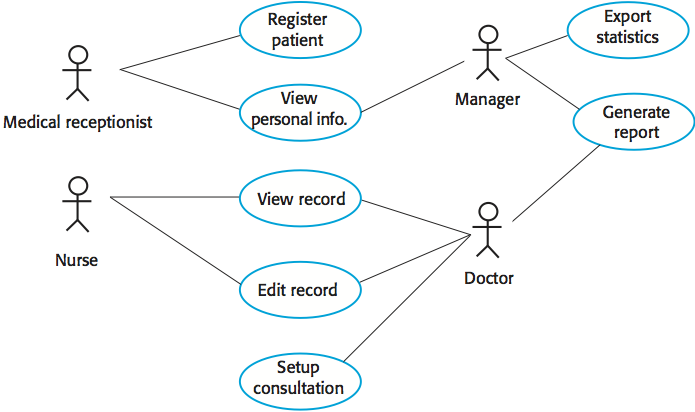 Register
patient
Export
statistics
Medical receptionist
View
personal info.
Manager
Generate
report
Nurse
View record
Doctor
Edit record
Setup
consultation